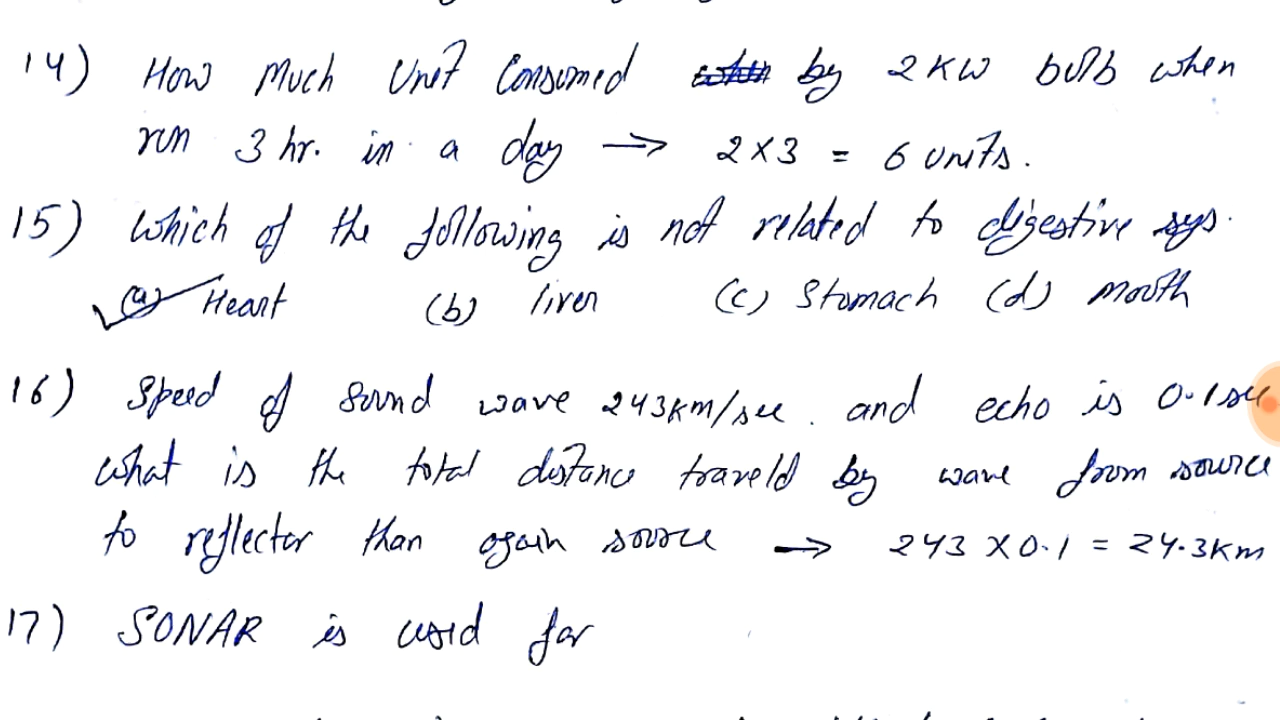 14) How Much Unit Consumed by 2KW bulb when
run 3 hr. in a day → 2×3 = 6 units.
15) Which of the following is not related to digestive sys.
(a) Heart (b) liver (c) Stomach (d) mouth
16) Speed of Sound wave 243km/sec. and echo is 0.1sec
what is the total distance traveld by wave from source
to reflector than again source → 243 X0.1 = 24.3Km
17) SONAR is used for